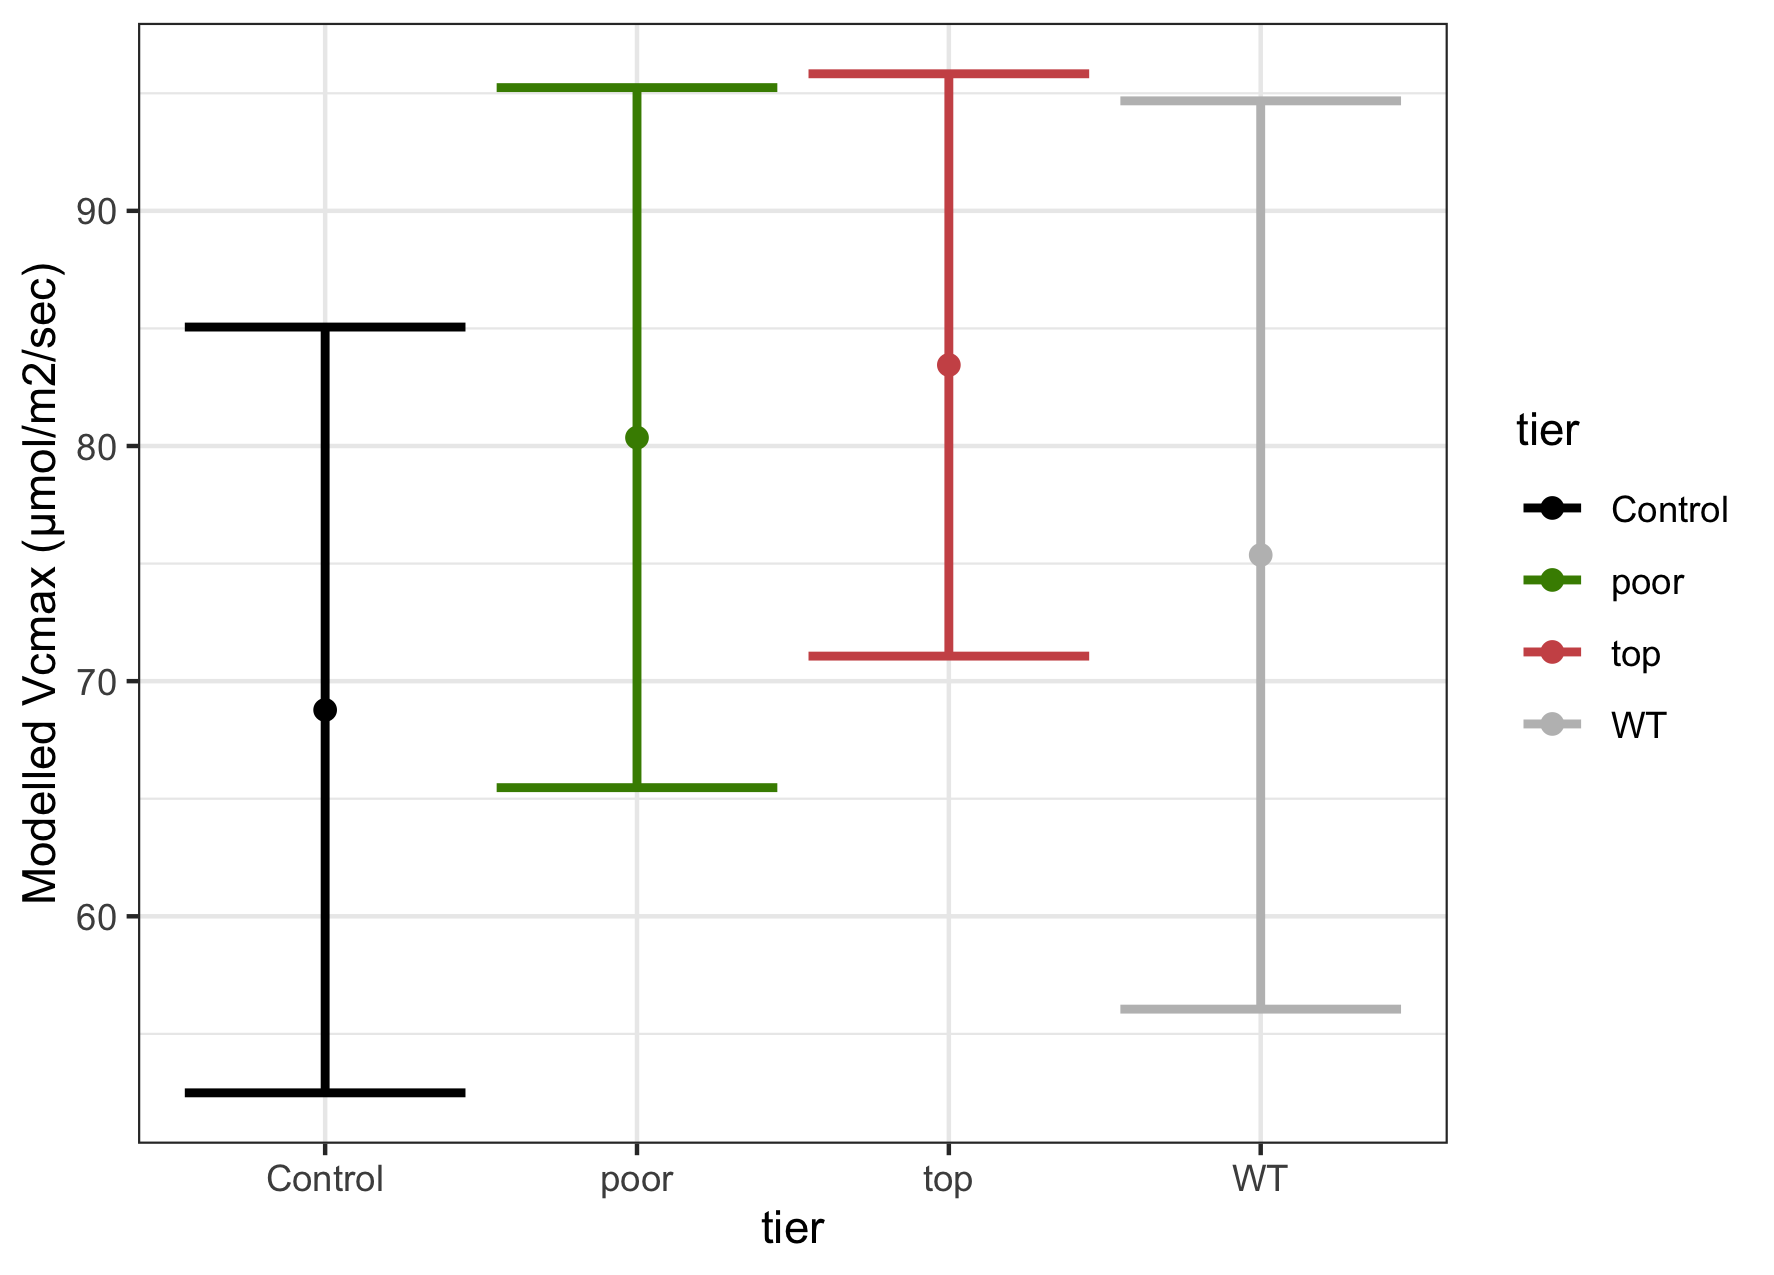 Modelled Vcmax (μmol/m2/sec)
90
80
70
60
Control poor top WT
tier
tier
Control
poor
top
WT